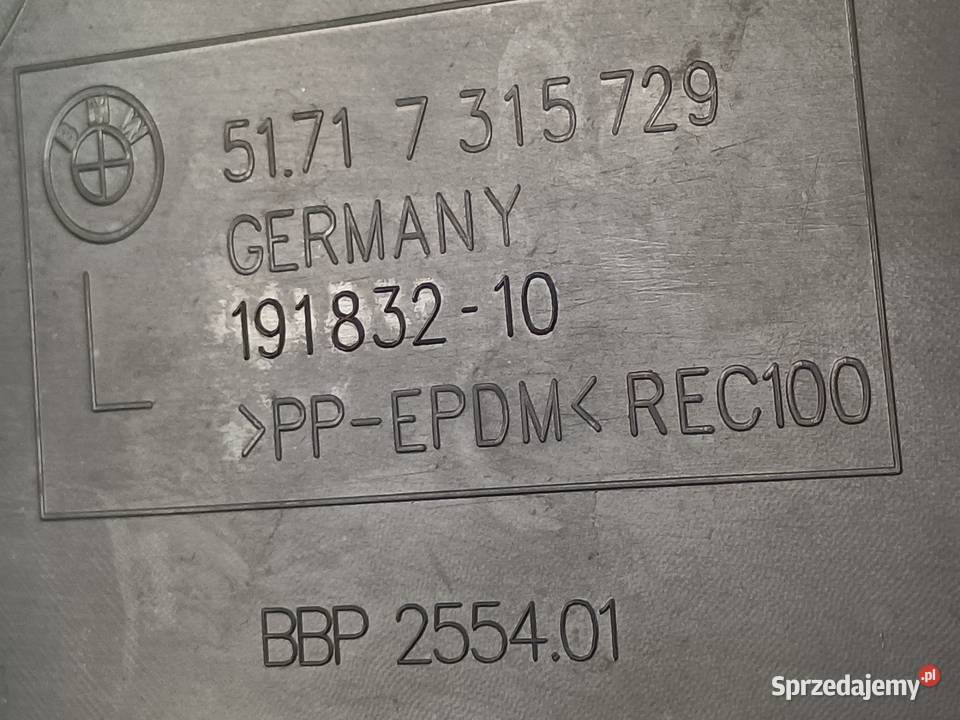 BMW
51.71 7 315 729
GERMANY
L
191832-10
>PP-EPDM< REC100
BBP 2554.01
Sprzedajemy.pl